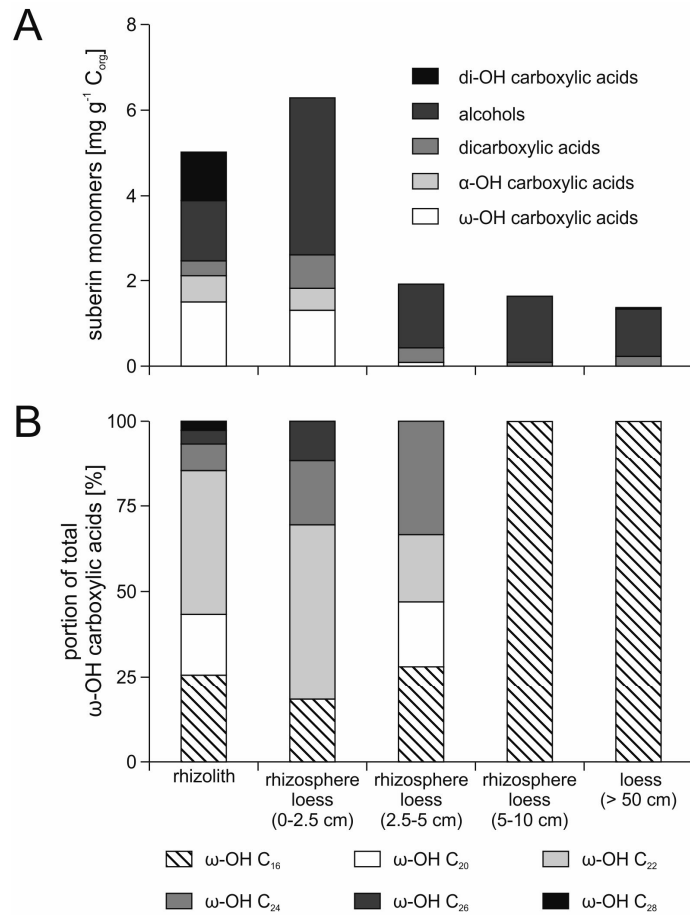 A
suberin monomers [mg g⁻¹ Cₒᵣg]
8
6
4
2
0
di-OH carboxylic acids
alcohols
dicarboxylic acids
α-OH carboxylic acids
ω-OH carboxylic acids
B
portion of total
ω-OH carboxylic acids [%]
100
75
50
25
0
rhizolith
rhizosphere
loess
(0-2.5 cm)
rhizosphere
loess
(2.5-5 cm)
rhizosphere
loess
(5-10 cm)
loess
(> 50 cm)
ω-OH C₁₆
ω-OH C₂₀
ω-OH C₂₂
ω-OH C₂₄
ω-OH C₂₆
ω-OH C₂₈